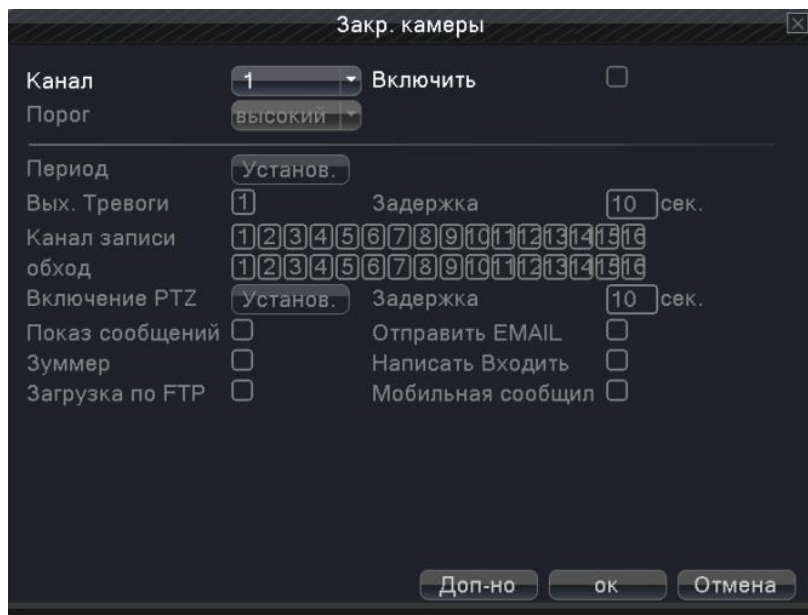 Закр. камеры
Канал 1 Включить
Порог высокий
Период Установ.
Вых. Тревоги 1 Задержка 10 сек.
Канал записи 1 2 3 4 5 6 7 8 9 10 11 12 13 14 15 16
обход 1 2 3 4 5 6 7 8 9 10 11 12 13 14 15 16
Включение PTZ Установ. Задержка 10 сек.
Показ сообщений Отправить EMAIL
Зуммер Написать Входить
Загрузка по FTP Мобильная сообщил
Доп-но ок Отмена